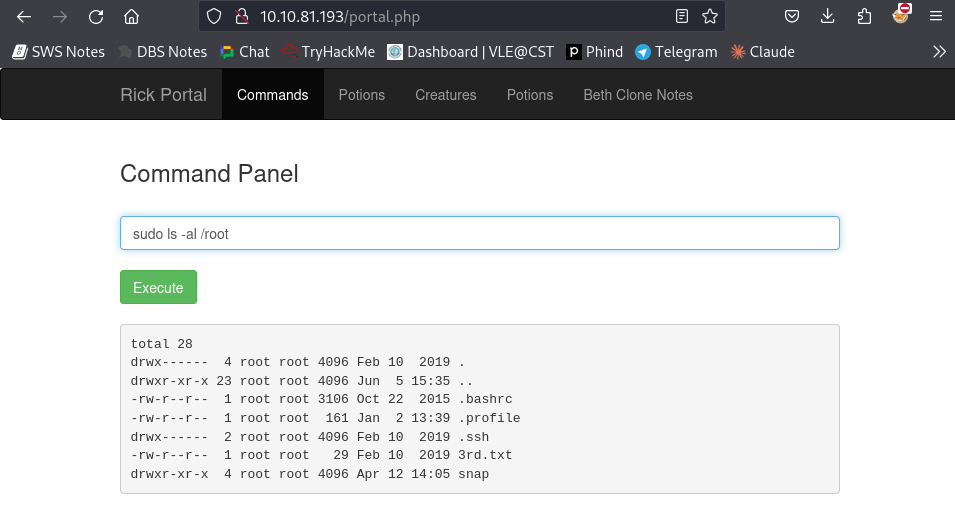 10.10.81.193/portal.php
SWS Notes DBS Notes Chat TryHackMe Dashboard | VLE@CST Phind Telegram Claude
Rick Portal Commands Potions Creatures Potions Beth Clone Notes
Command Panel
sudo ls -al /root
Execute
total 28
drwx------  4 root root 4096 Feb 10  2019 .
drwxr-xr-x 23 root root 4096 Jun  5 15:35 ..
-rw-r--r--  1 root root 3106 Oct 22  2015 .bashrc
-rw-r--r--  1 root root  161 Jan  2 13:39 .profile
drwx------  2 root root 4096 Feb 10  2019 .ssh
-rw-r--r--  1 root root   29 Feb 10  2019 3rd.txt
drwxr-xr-x  4 root root 4096 Apr 12 14:05 snap